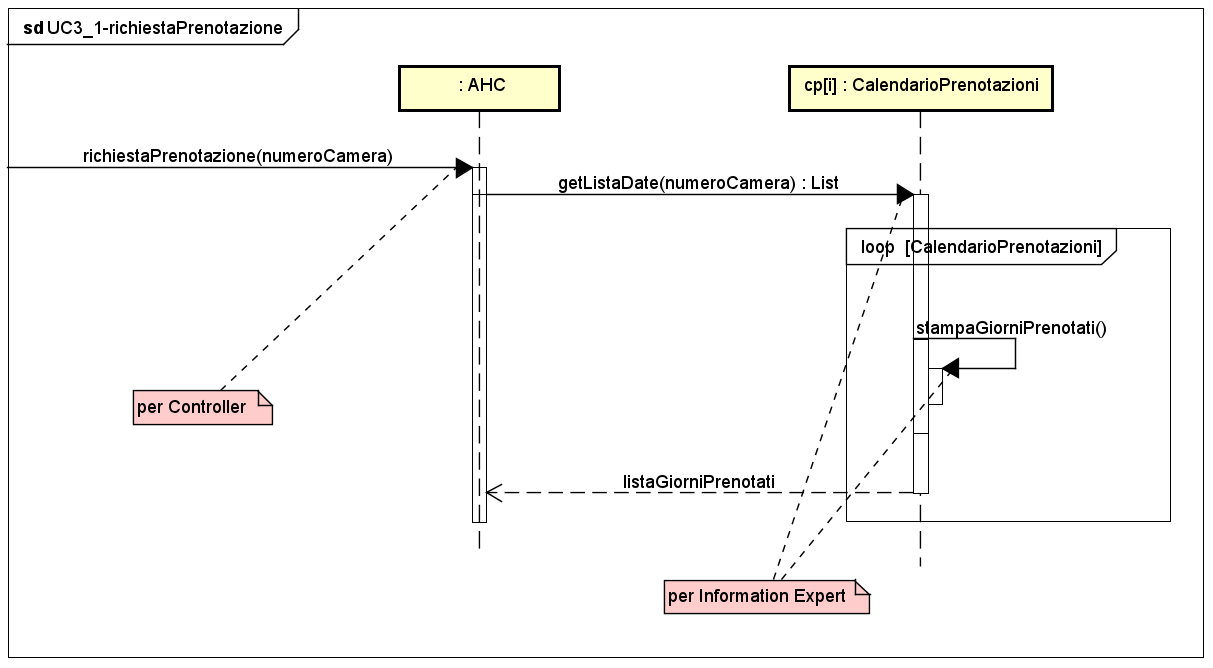 sd UC3_1-richiestaPrenotazione
: AHC
cp[i] : CalendarioPrenotazioni
richiestaPrenotazione(numeroCamera)
getListaDate(numeroCamera) : List
loop [CalendarioPrenotazioni]
stampaGiorniPrenotati()
per Controller
listaGiorniPrenotati
per Information Expert